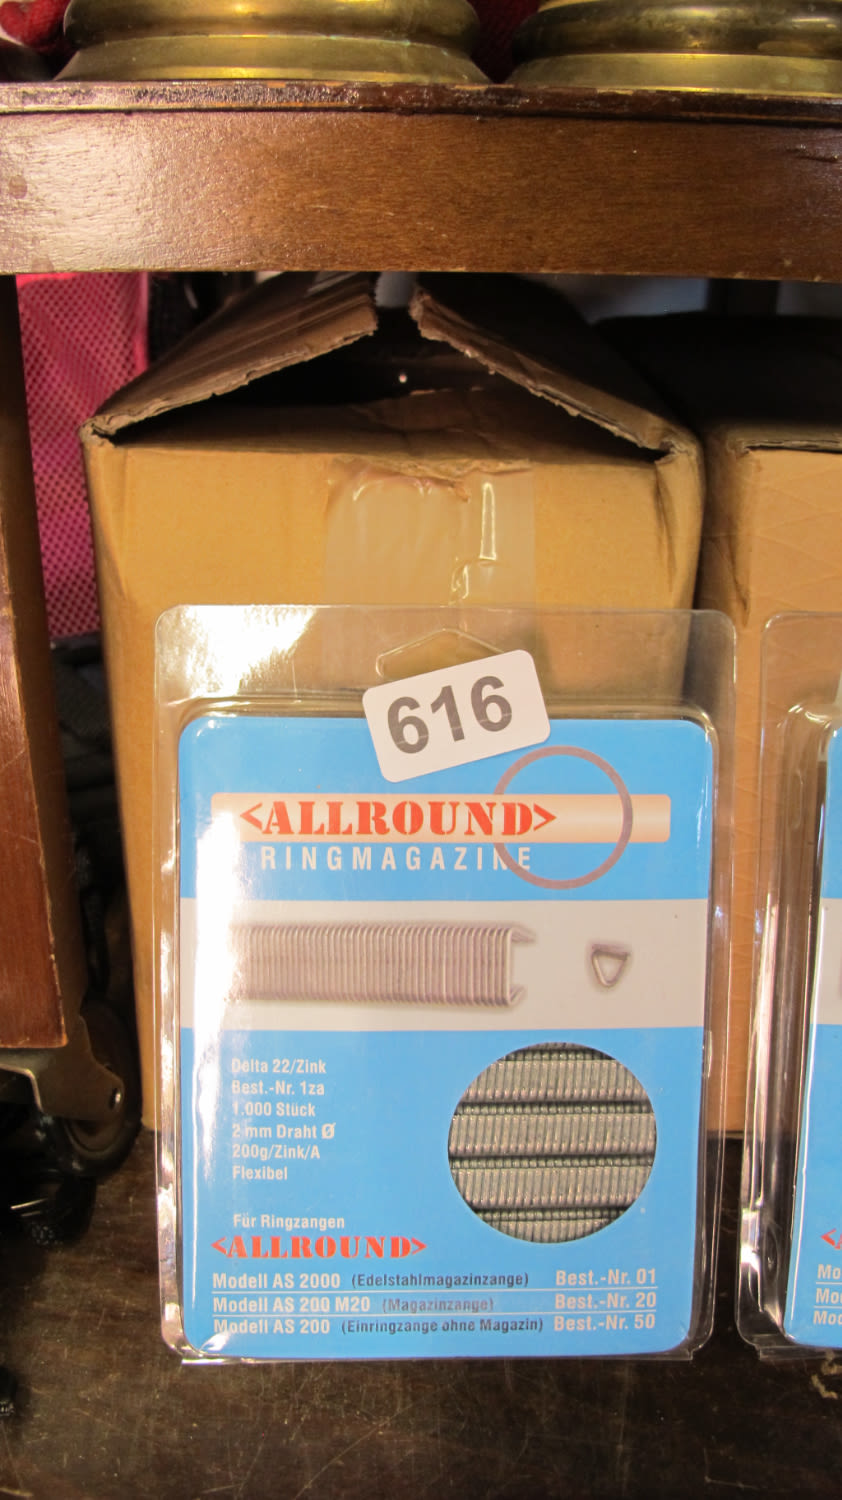 616
<ALLROUND>
RINGMAGAZINE
Delta 22/Zink
Best.-Nr. 1za
1.000 Stück
2 mm Draht Ø
200g/Zink/A
Flexibel
Für Ringzangen
<ALLROUND>
Modell AS 2000 (Edelstahlmagazinzange) Best.-Nr. 01
Modell AS 200 M20 (Magazinzange) Best.-Nr. 20
Modell AS 200 (Einringzange ohne Magazin) Best.-Nr. 50